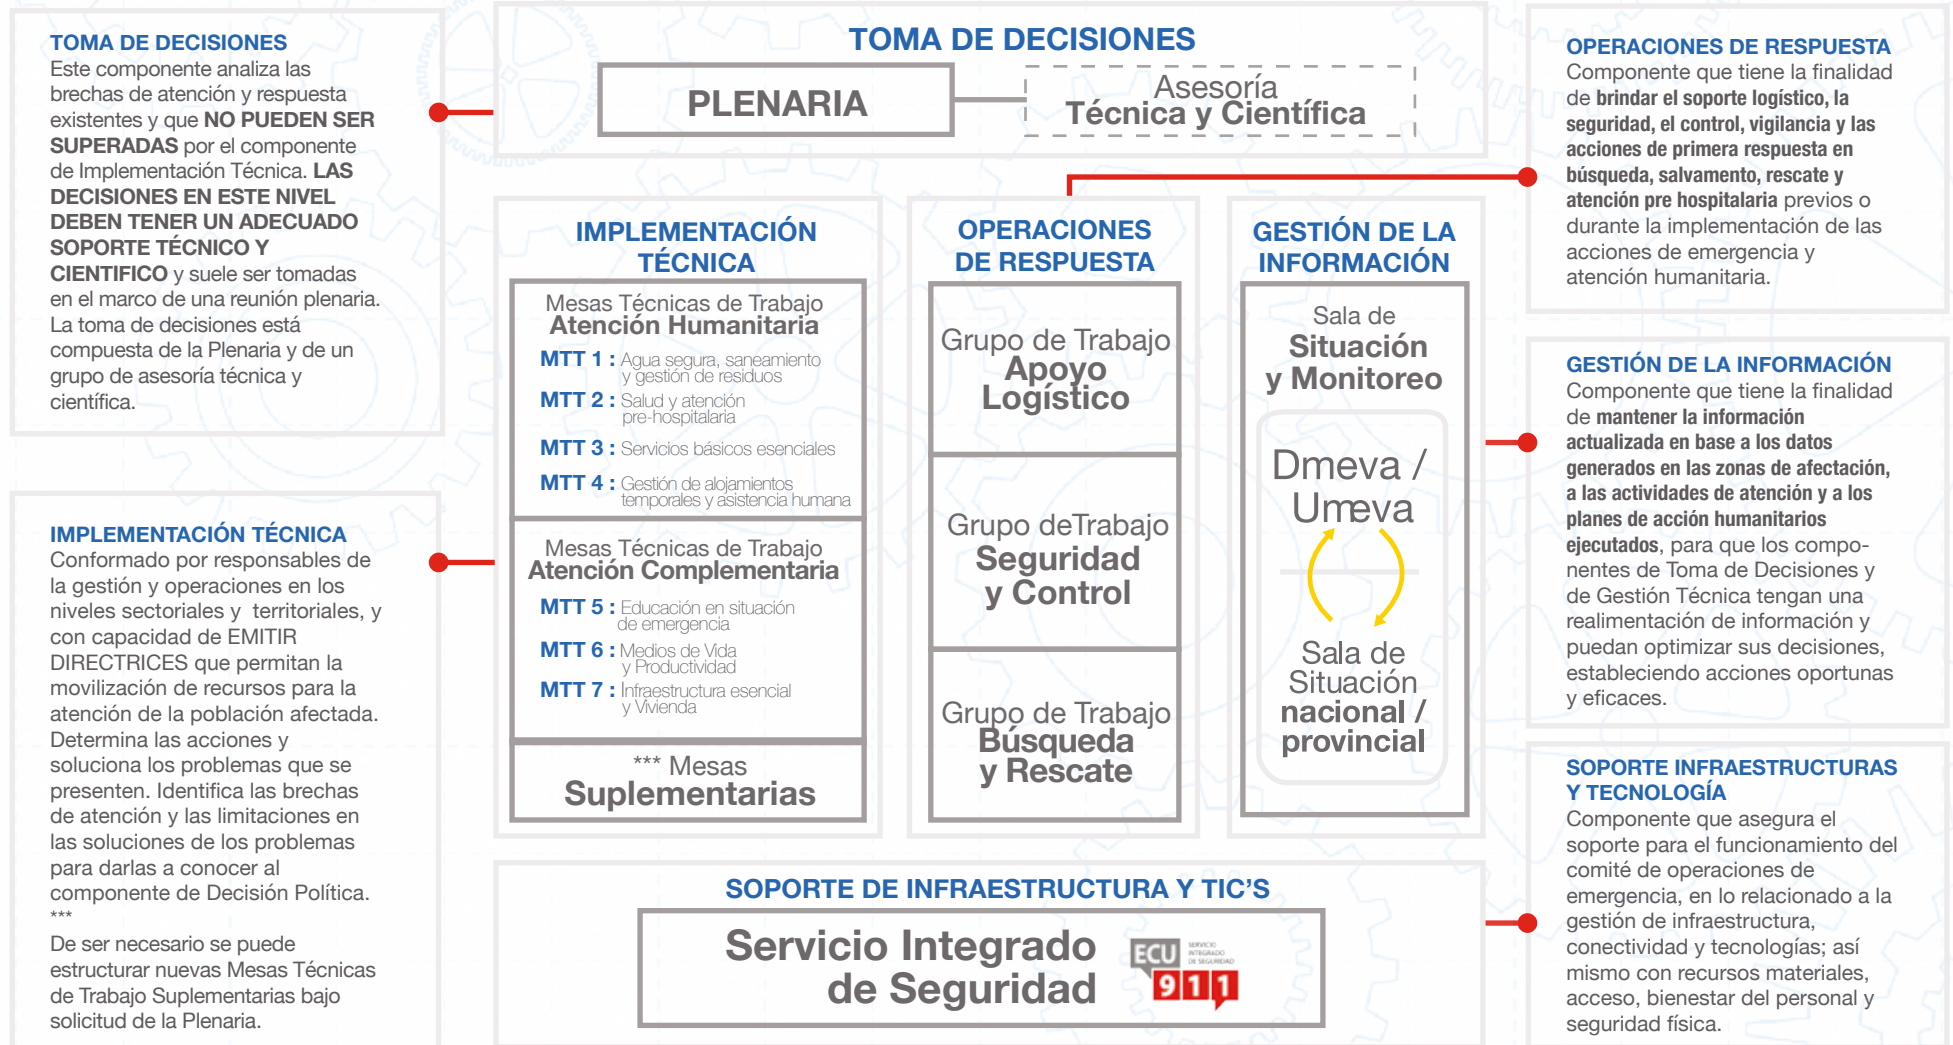 TOMA DE DECISIONES
Este componente analiza las
brechas de atención y respuesta
existentes y que NO PUEDEN SER
SUPERADAS por el componente
de Implementación Técnica. LAS
DECISIONES EN ESTE NIVEL
DEBEN TENER UN ADECUADO
SOPORTE TÉCNICO Y
CIENTIFICO y suele ser tomadas
en el marco de una reunión plenaria.
La toma de decisiones está
compuesta de la Plenaria y de un
grupo de asesoría técnica y
científica.
IMPLEMENTACIÓN TÉCNICA
Conformado por responsables de
la gestión y operaciones en los
niveles sectoriales y territoriales, y
con capacidad de EMITIR
DIRECTRICES que permitan la
movilización de recursos para la
atención de la población afectada.
Determina las acciones y
soluciona los problemas que se
presenten. Identifica las brechas
de atención y las limitaciones en
las soluciones de los problemas
para darlas a conocer al
componente de Decisión Política.
***
De ser necesario se puede
estructurar nuevas Mesas Técnicas
de Trabajo Suplementarias bajo
solicitud de la Plenaria.
TOMA DE DECISIONES
PLENARIA
Asesoría
Técnica y Científica
IMPLEMENTACIÓN
TÉCNICA
Mesas Técnicas de Trabajo
Atención Humanitaria
MTT 1 : Agua segura, saneamiento
y gestión de residuos
MTT 2 : Salud y atención
pre-hospitalaria
MTT 3 : Servicios básicos esenciales
MTT 4 : Gestión de alojamientos
temporales y asistencia humana
Mesas Técnicas de Trabajo
Atención Complementaria
MTT 5 : Educación en situación
de emergencia
MTT 6 : Medios de Vida
y Productividad
MTT 7 : Infraestructura esencial
y Vivienda
*** Mesas
Suplementarias
OPERACIONES
DE RESPUESTA
Grupo de Trabajo
Apoyo
Logístico
Grupo deTrabajo
Seguridad
y Control
Grupo de Trabajo
Búsqueda
y Rescate
GESTIÓN DE LA
INFORMACIÓN
Sala de
Situación
y Monitoreo
Dmeva /
Umeva
Sala de
Situación
nacional /
provincial
SOPORTE DE INFRAESTRUCTURA Y TIC'S
Servicio Integrado
de Seguridad
ECU
911
SERVICIO
INTEGRADO
DE SEGURIDAD
OPERACIONES DE RESPUESTA
Componente que tiene la finalidad
de brindar el soporte logístico, la
seguridad, el control, vigilancia y las
acciones de primera respuesta en
búsqueda, salvamento, rescate y
atención pre hospitalaria previos o
durante la implementación de las
acciones de emergencia y
atención humanitaria.
GESTIÓN DE LA INFORMACIÓN
Componente que tiene la finalidad
de mantener la información
actualizada en base a los datos
generados en las zonas de afectación,
a las actividades de atención y a los
planes de acción humanitarios
ejecutados, para que los compo-
nentes de Toma de Decisiones y
de Gestión Técnica tengan una
realimentación de información y
puedan optimizar sus decisiones,
estableciendo acciones oportunas
y eficaces.
SOPORTE INFRAESTRUCTURAS
Y TECNOLOGÍA
Componente que asegura el
soporte para el funcionamiento del
comité de operaciones de
emergencia, en lo relacionado a la
gestión de infraestructura,
conectividad y tecnologías; así
mismo con recursos materiales,
acceso, bienestar del personal y
seguridad física.